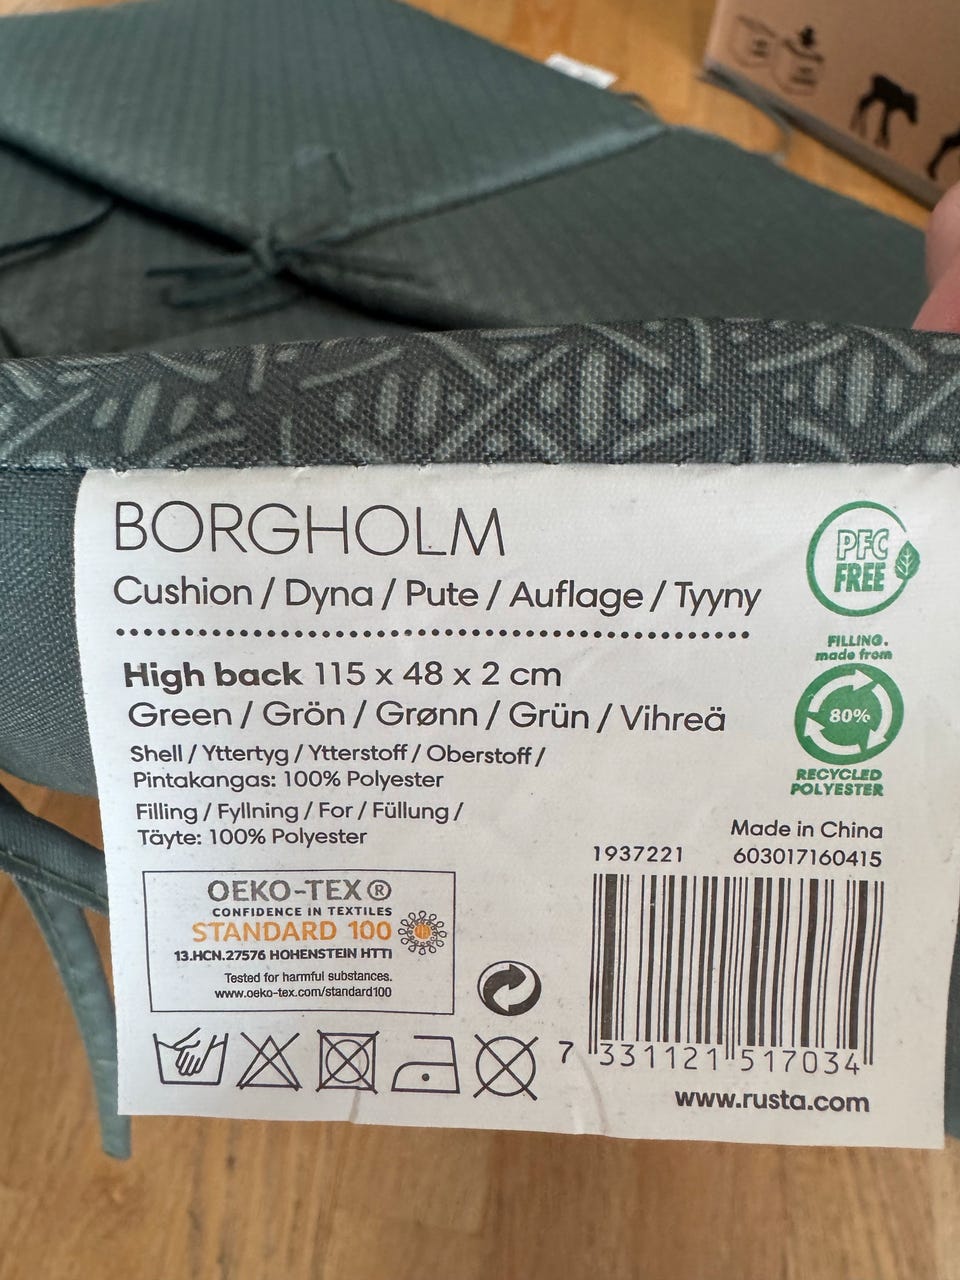 BORGHOLM
Cushion / Dyna / Pute / Auflage / Tyyny
High back 115 x 48 x 2 cm
Green / Grön / Grønn / Grün / Vihreä
Shell / Yttertyg / Ytterstoff / Oberstoff /
Pintakangas: 100% Polyester
Filling / Fyllning / For / Füllung /
Täyte: 100% Polyester
OEKO-TEX®
CONFIDENCE IN TEXTILES
STANDARD 100
13.HCN.27576 HOHENSTEIN HTTI
Tested for harmful substances.
www.oeko-tex.com/standard100
PFC
FREE
FILLING.
made from
80%
RECYCLED
POLYESTER
Made in China
1937221 603017160415
7 331121 517034
www.rusta.com